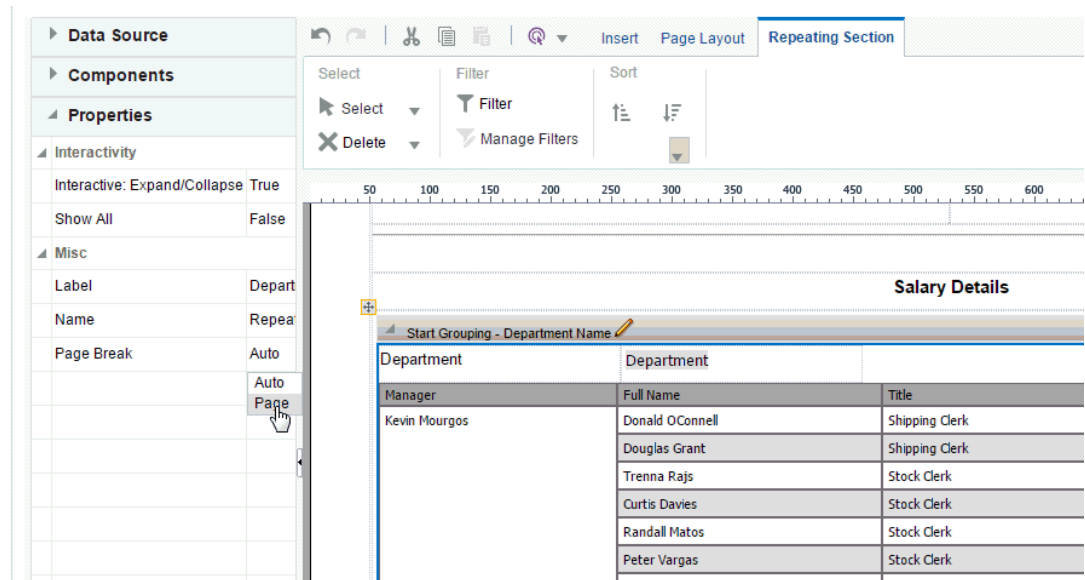 Data Source
Components
Properties
Interactivity
Interactive: Expand/Collapse True
Show All False
Misc
Label Depart
Name Repea
Page Break Auto
Auto
Page
Insert Page Layout Repeating Section
Select Filter Sort
Select Filter
Delete Manage Filters
50 100 150 200 250 300 350 400 450 500 550 600
Salary Details
Start Grouping - Department Name
Department Department
Manager Full Name Title
Kevin Mourgos Donald OConnell Shipping Clerk
Douglas Grant Shipping Clerk
Trenna Rajs Stock Clerk
Curtis Davies Stock Clerk
Randall Matos Stock Clerk
Peter Vargas Stock Clerk